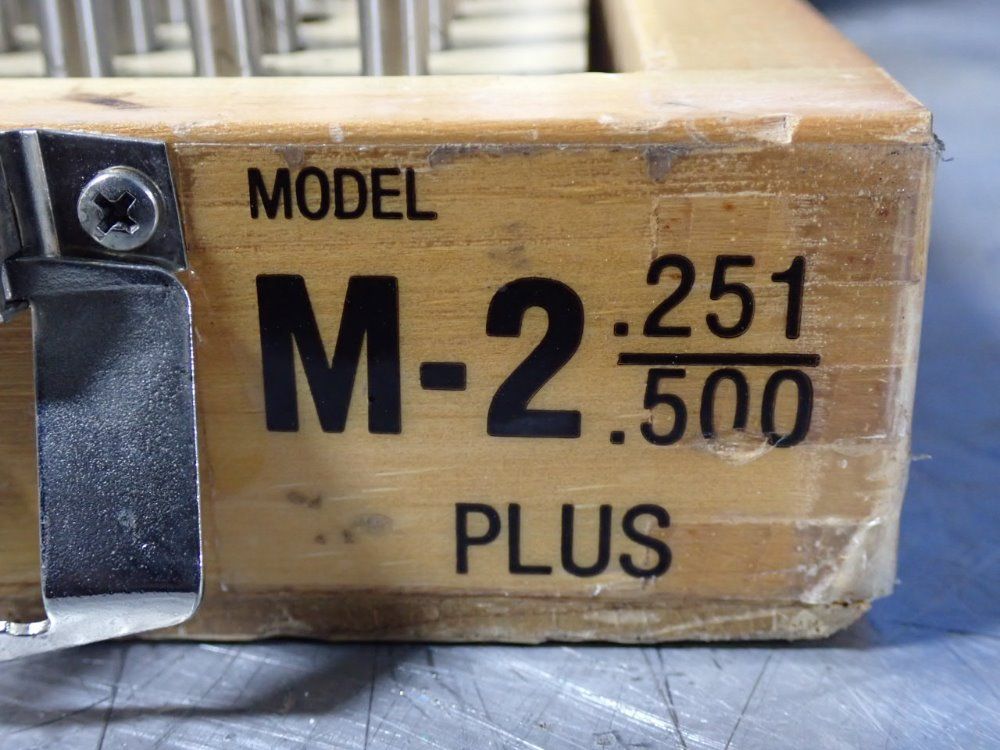 MODEL
M-2 .251
.500
PLUS